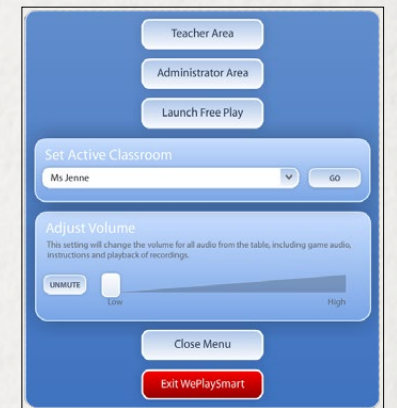 Teacher Area
Administrator Area
Launch Free Play
Set Active Classroom
Ms Jenne
GO
Adjust Volume
This setting will change the volume for all audio from the table, including game audio,
instructions and playback of recordings.
UNMUTE
Low
High
Close Menu
Exit WePlaySmart